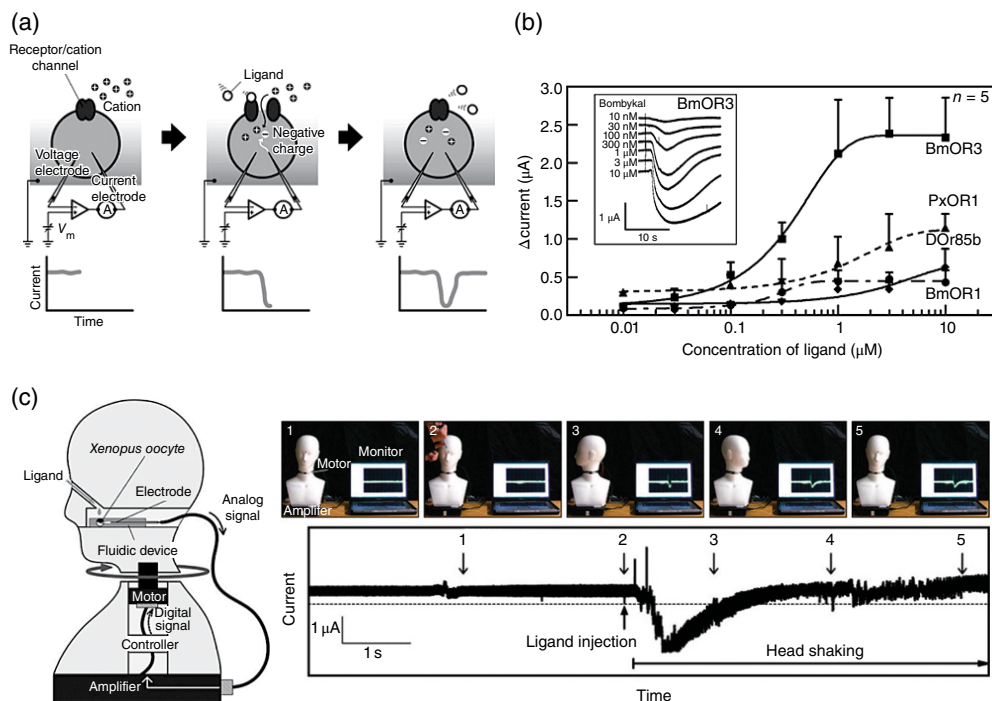 (a)
Receptor/cation
channel
Cation
Voltage
electrode
Current
electrode
Vm
A
Ligand
Negative
charge
A
A
Current
Time
(b)
Δcurrent (μA)
3.0
2.5
2.0
1.5
1.0
0.5
0.0
n = 5
Bombykal
BmOR3
10 nM
30 nM
100 nM
300 nM
1 μM
3 μM
10 μM
1 μA
10 s
BmOR3
PxOR1
DOr85b
BmOR1
0.01
0.1
1
10
Concentration of ligand (μM)
(c)
Xenopus oocyte
Ligand
Electrode
Analog
signal
Fluidic device
Motor
Digital
signal
Controller
Amplifier
1
Motor
Monitor
Amplifer
2
3
4
5
Current
1
2
3
4
5
1 μA
1 s
Ligand injection
Head shaking
Time